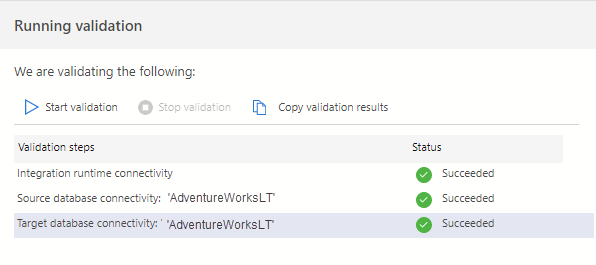 Running validation
We are validating the following:
Start validation Stop validation Copy validation results
Validation steps Status
Integration runtime connectivity Succeeded
Source database connectivity: 'AdventureWorksLT' Succeeded
Target database connectivity: ' 'AdventureWorksLT' Succeeded